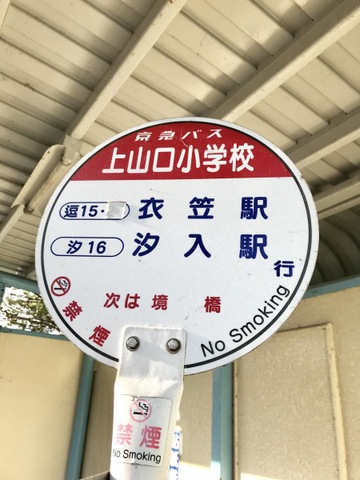 京急バス
上山口小学校
逗15・ 衣笠駅
汐16 汐入駅
行
次は 境橋
禁煙
No Smoking
禁煙
No Smoking